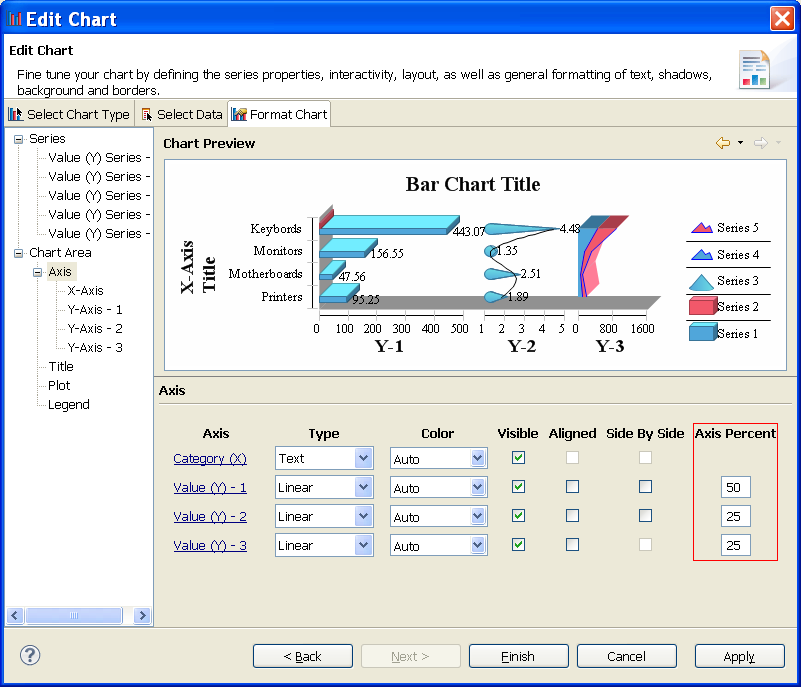 Edit Chart
Edit Chart
Fine tune your chart by defining the series properties, interactivity, layout, as well as general formatting of text, shadows,
background and borders.
Select Chart Type Select Data Format Chart
Series
Value (Y) Series -
Value (Y) Series -
Value (Y) Series -
Value (Y) Series -
Value (Y) Series -
Chart Area
Axis
X-Axis
Y-Axis - 1
Y-Axis - 2
Y-Axis - 3
Title
Plot
Legend
Chart Preview
Bar Chart Title
X-Axis
Title
Keybords 443.07 4.48
Monitors 156.55 1.35
Motherboards 47.56 2.51
Printers 95.25 1.89
0 100 200 300 400 500 1 2 3 4 5 0 800 1600
Y-1 Y-2 Y-3
Series 5
Series 4
Series 3
Series 2
Series 1
Axis
Axis Type Color Visible Aligned Side By Side Axis Percent
Category (X) Text Auto
Value (Y) - 1 Linear Auto 50
Value (Y) - 2 Linear Auto 25
Value (Y) - 3 Linear Auto 25
? < Back Next > Finish Cancel Apply